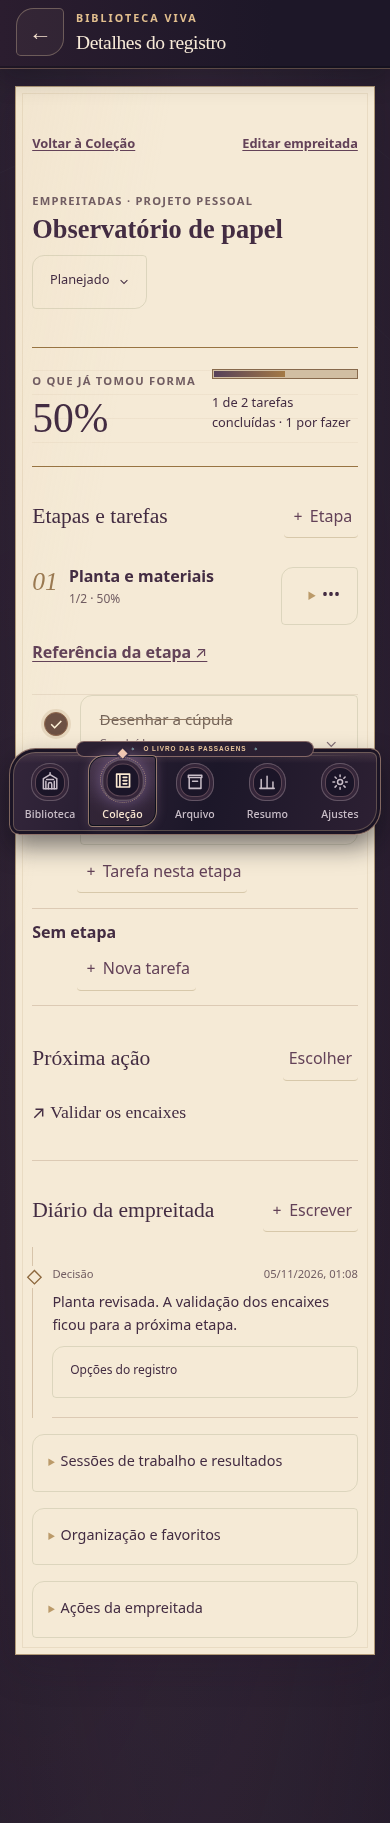 ←
BIBLIOTECA VIVA
Detalhes do registro
Voltar à Coleção
Editar empreitada
EMPREITADAS · PROJETO PESSOAL
Observatório de papel
Planejado
O QUE JÁ TOMOU FORMA
50%
1 de 2 tarefas
concluídas · 1 por fazer
Etapas e tarefas
+ Etapa
01
Planta e materiais
1/2 · 50%
▶ •••
Referência da etapa ↗
Desenhar a cúpula
O LIVRO DAS PASSAGENS
Biblioteca
Coleção
Arquivo
Resumo
Ajustes
+ Tarefa nesta etapa
Sem etapa
+ Nova tarefa
Próxima ação
Escolher
↗ Validar os encaixes
Diário da empreitada
+ Escrever
Decisão
05/11/2026, 01:08
Planta revisada. A validação dos encaixes
ficou para a próxima etapa.
Opções do registro
▶ Sessões de trabalho e resultados
▶ Organização e favoritos
▶ Ações da empreitada